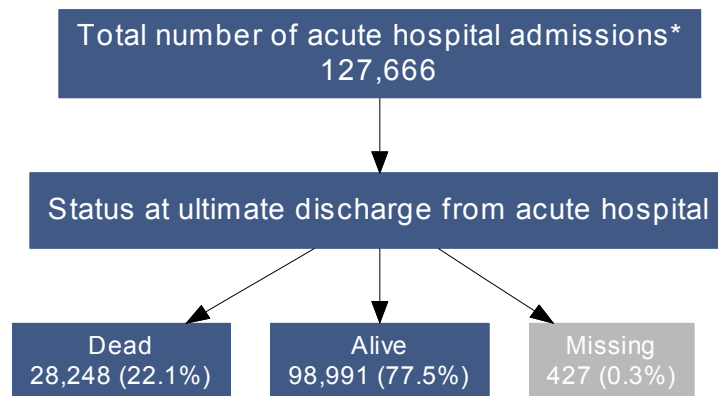 Total number of acute hospital admissions*
127,666
Status at ultimate discharge from acute hospital
Dead
28,248 (22.1%)
Alive
98,991 (77.5%)
Missing
427 (0.3%)